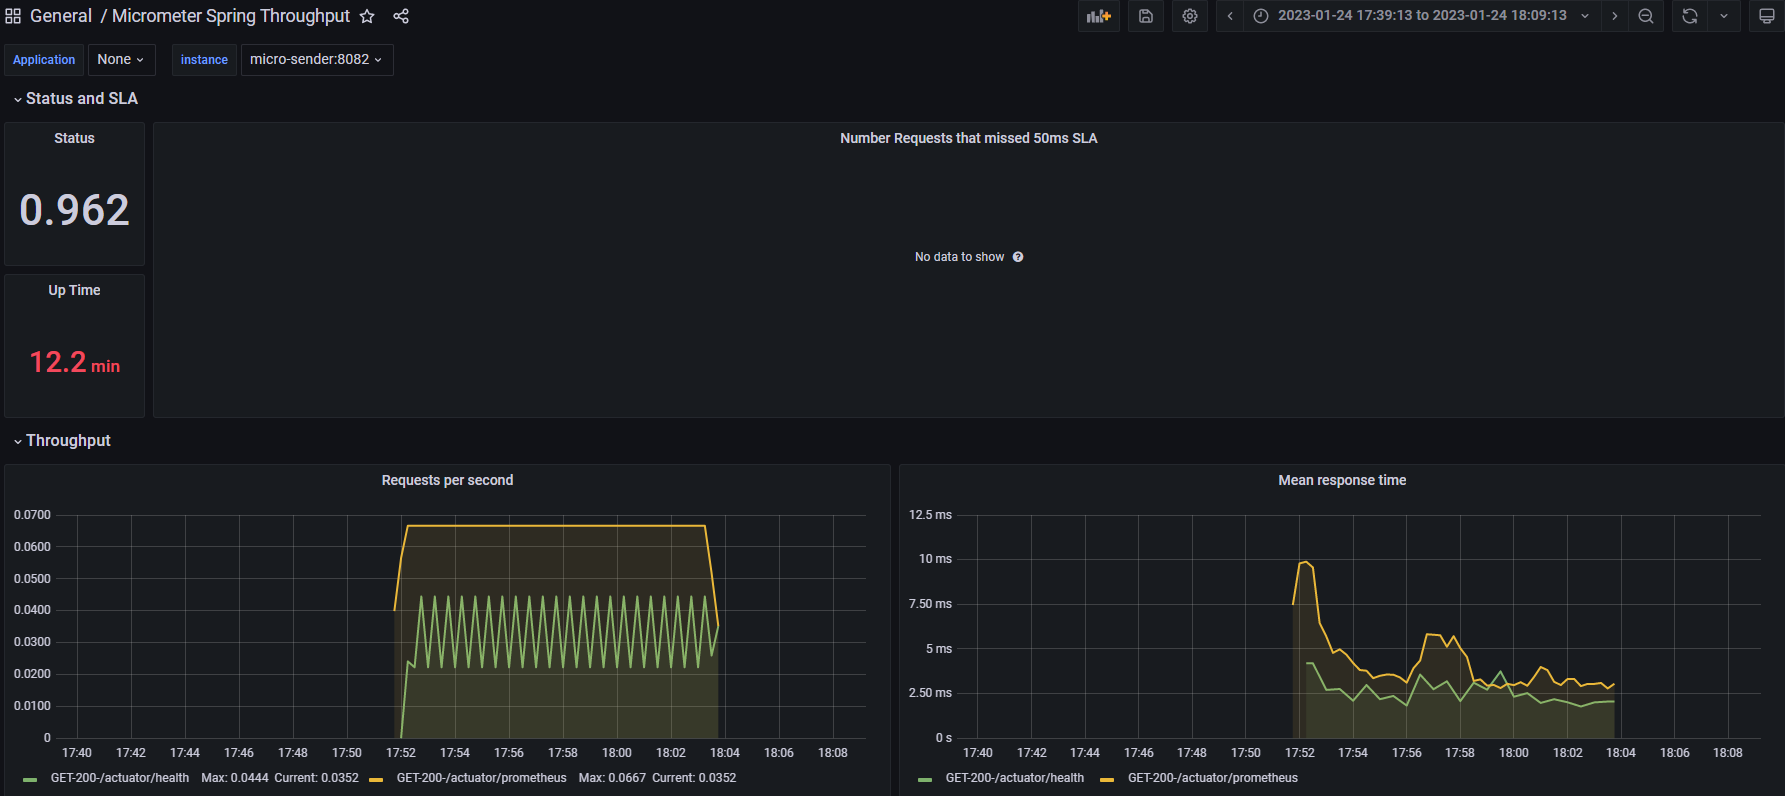 General / Micrometer Spring Throughput
2023-01-24 17:39:13 to 2023-01-24 18:09:13
Application None instance micro-sender:8082
Status and SLA
Status
0.962
Number Requests that missed 50ms SLA
No data to show
Up Time
12.2 min
Throughput
Requests per second
0.0700
0.0600
0.0500
0.0400
0.0300
0.0200
0.0100
0
17:40 17:42 17:44 17:46 17:48 17:50 17:52 17:54 17:56 17:58 18:00 18:02 18:04 18:06 18:08
GET-200-/actuator/health Max: 0.0444 Current: 0.0352 GET-200-/actuator/prometheus Max: 0.0667 Current: 0.0352
Mean response time
12.5 ms
10 ms
7.50 ms
5 ms
2.50 ms
0 s
17:40 17:42 17:44 17:46 17:48 17:50 17:52 17:54 17:56 17:58 18:00 18:02 18:04 18:06 18:08
GET-200-/actuator/health GET-200-/actuator/prometheus